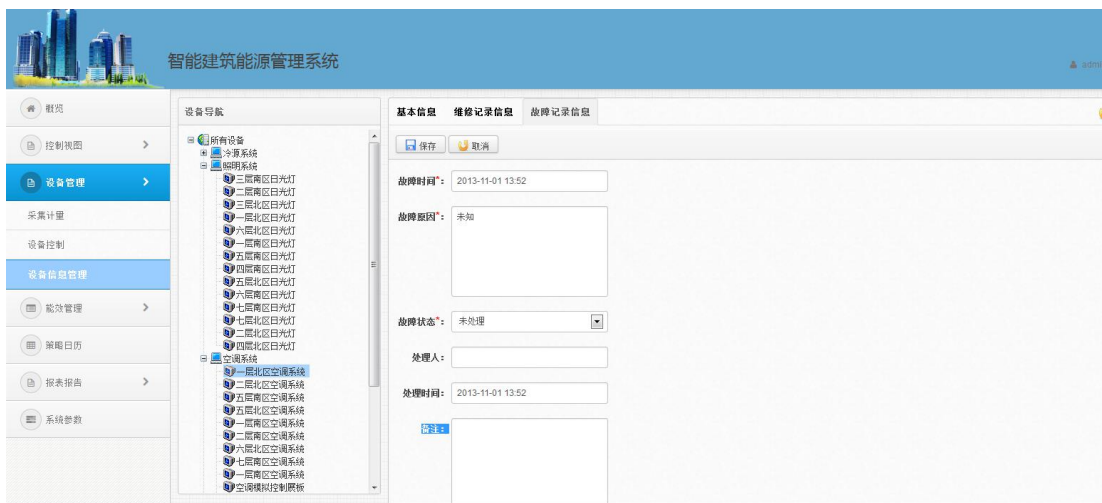 智能建筑能源管理系统
admi
概览
控制视图
设备管理
采集计量
设备控制
设备信息管理
能效管理
策略日历
报表报告
系统参数
设备导航
所有设备
冷源系统
照明系统
三层南区日光灯
二层南区日光灯
三层北区日光灯
一层北区日光灯
六层北区日光灯
一层南区日光灯
五层南区日光灯
四层南区日光灯
五层北区日光灯
六层南区日光灯
七层南区日光灯
七层北区日光灯
二层北区日光灯
四层北区日光灯
空调系统
一层北区空调系统
二层北区空调系统
五层南区空调系统
五层北区空调系统
一层南区空调系统
二层南区空调系统
六层北区空调系统
七层南区空调系统
一层南区空调系统
空调模拟控制展板
基本信息 维修记录信息 故障记录信息
保存 取消
故障时间*: 2013-11-01 13:52
故障原因*: 未知
故障状态*: 未处理
处理人:
处理时间: 2013-11-01 13:52
备注: